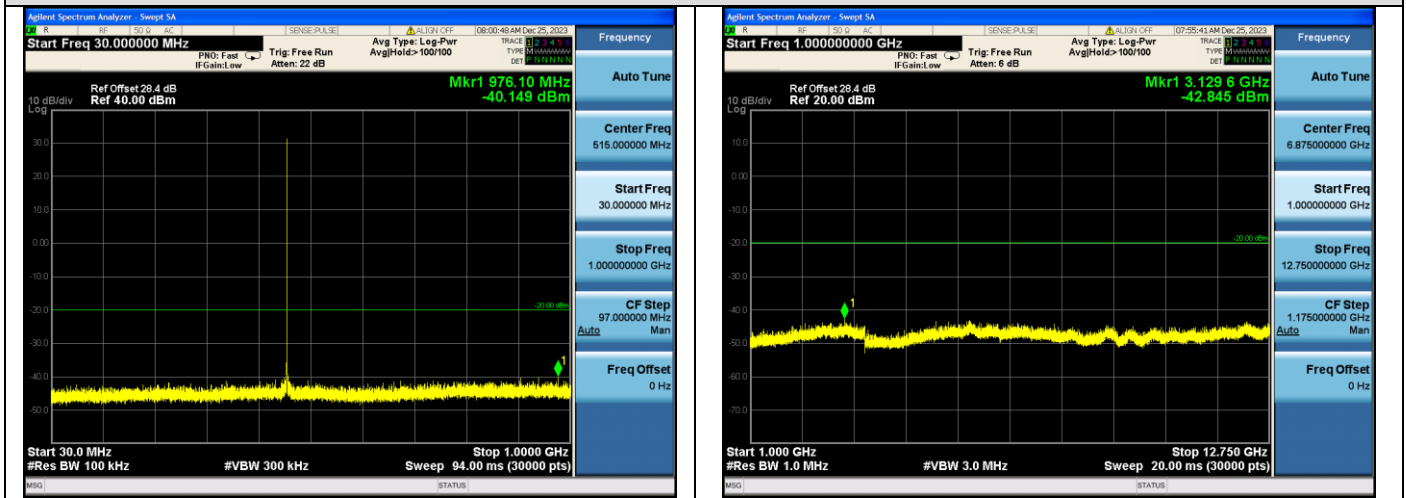 Agilent Spectrum Analyzer - Swept SA
R RF 50 Ω AC SENSE:PULSE ALIGN OFF 08:00:48 AM Dec 25, 2023
Start Freq 30.000000 MHz
PNO: Fast
IFGain:Low
Trig: Free Run
Atten: 22 dB
Avg Type: Log-Pwr
Avg|Hold:>100/100
TRACE 1 2 3 4 5 6
TYPE M
DET P N N N N N
Frequency
Auto Tune
Mkr1 976.10 MHz
-40.149 dBm
Ref Offset 28.4 dB
10 dB/div Ref 40.00 dBm
Log
30.0
20.0
10.0
0.00
-10.0
-20.0
-20.00 dBm
-30.0
-40.0
-50.0
1
Center Freq
515.000000 MHz
Start Freq
30.000000 MHz
Stop Freq
1.000000000 GHz
CF Step
97.000000 MHz
Auto Man
Freq Offset
0 Hz
Start 30.0 MHz Stop 1.0000 GHz
#Res BW 100 kHz #VBW 300 kHz Sweep 94.00 ms (30000 pts)
MSG STATUS
Agilent Spectrum Analyzer - Swept SA
R RF 50 Ω AC SENSE:PULSE ALIGN OFF 07:55:41 AM Dec 25, 2023
Start Freq 1.000000000 GHz
PNO: Fast
IFGain:Low
Trig: Free Run
Atten: 6 dB
Avg Type: Log-Pwr
Avg|Hold:>100/100
TRACE 1 2 3 4 5 6
TYPE M
DET P N N N N N
Frequency
Auto Tune
Mkr1 3.129 6 GHz
-42.845 dBm
Ref Offset 28.4 dB
10 dB/div Ref 20.00 dBm
Log
10.0
0.00
-10.0
-20.0
-20.00 dBm
-30.0
-40.0
-50.0
-60.0
-70.0
1
Center Freq
6.875000000 GHz
Start Freq
1.000000000 GHz
Stop Freq
12.750000000 GHz
CF Step
1.175000000 GHz
Auto Man
Freq Offset
0 Hz
Start 1.000 GHz Stop 12.750 GHz
#Res BW 1.0 MHz #VBW 3.0 MHz Sweep 20.00 ms (30000 pts)
MSG STATUS